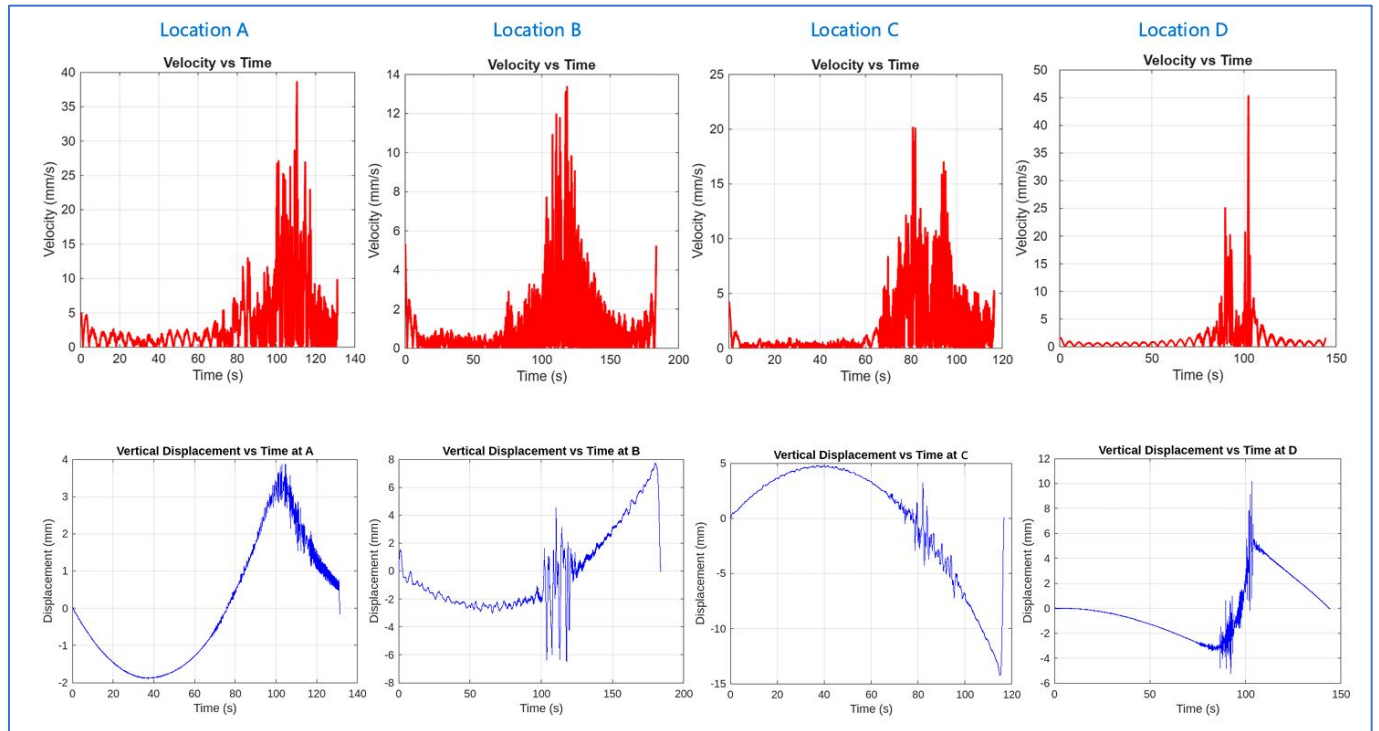 Location A
Location B
Location C
Location D
Velocity vs Time
40
35
30
25
20
15
10
5
0
Velocity (mm/s)
0 20 40 60 80 100 120 140
Time (s)
Velocity vs Time
14
12
10
8
6
4
2
0
Velocity (mm/s)
0 50 100 150 200
Time (s)
Velocity vs Time
25
20
15
10
5
0
Velocity (mm/s)
0 20 40 60 80 100 120
Time (s)
Velocity vs Time
50
45
40
35
30
25
20
15
10
5
0
Velocity (mm/s)
0 50 100 150
Time (s)
Vertical Displacement vs Time at A
4
3
2
1
0
-1
-2
Displacement (mm)
0 20 40 60 80 100 120 140
Time (s)
Vertical Displacement vs Time at B
8
6
4
2
0
-2
-4
-6
-8
Displacement (mm)
0 50 100 150 200
Time (s)
Vertical Displacement vs Time at C
5
0
-5
-10
-15
Displacement (mm)
0 20 40 60 80 100 120
Time (s)
Vertical Displacement vs Time at D
12
10
8
6
4
2
0
-2
-4
-6
Displacement (mm)
0 50 100 150
Time (s)